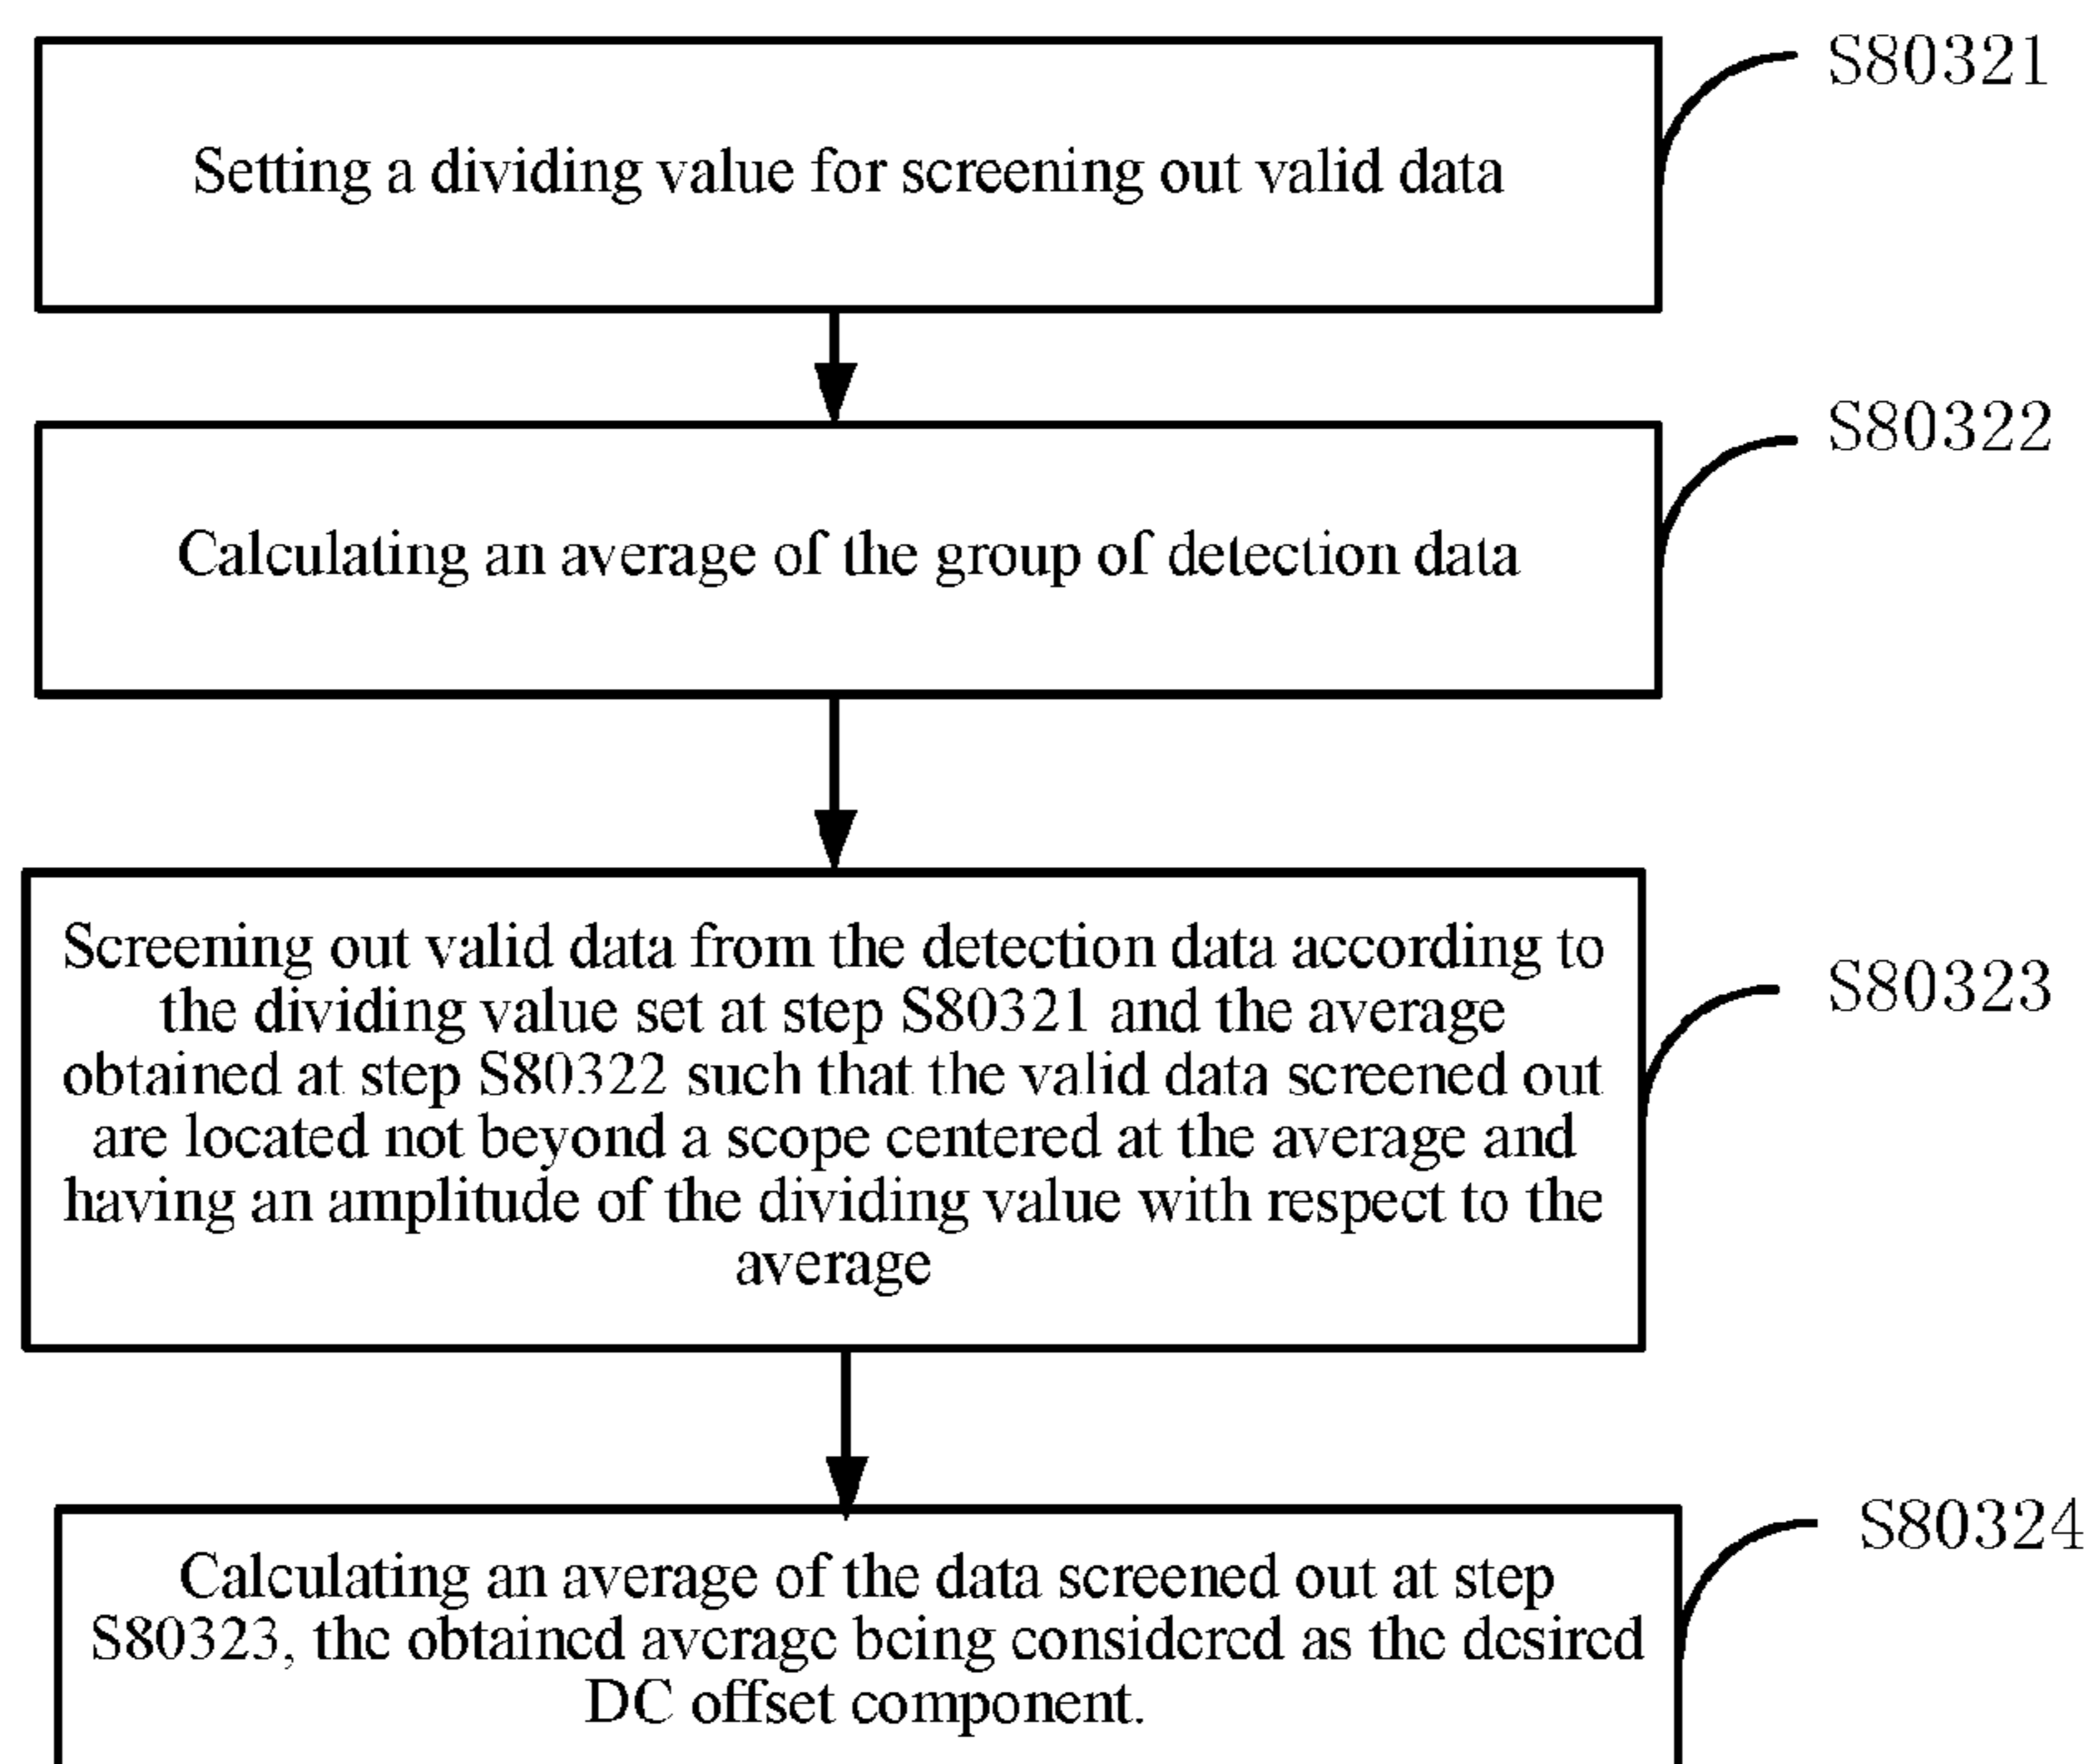 S80321
Setting a dividing value for screening out valid data
S80322
Calculating an average of the group of detection data
Screening out valid data from the detection data according to
the dividing value set at step S80321 and the average
obtained at step S80322 such that the valid data screened out
are located not beyond a scope centered at the average and
having an amplitude of the dividing value with respect to the
average
S80323
S80324
Calculating an average of the data screened out at step
S80323, the obtained average being considered as the desired
DC offset component.